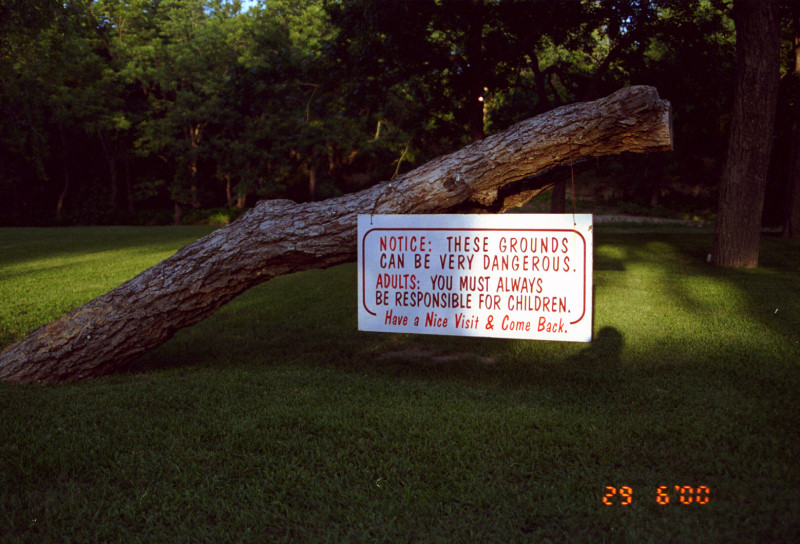 NOTICE: THESE GROUNDS
CAN BE VERY DANGEROUS.
ADULTS: YOU MUST ALWAYS
BE RESPONSIBLE FOR CHILDREN.
Have a Nice Visit & Come Back.
29 6'00